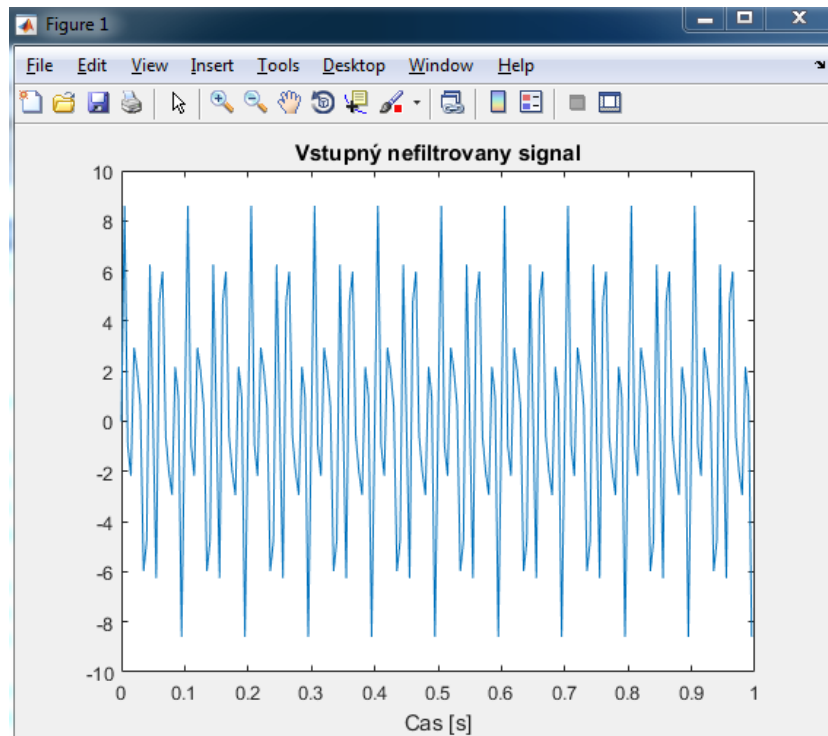 Figure 1
File Edit View Insert Tools Desktop Window Help
Vstupný nefiltrovany signal
10
8
6
4
2
0
-2
-4
-6
-8
-10
0 0.1 0.2 0.3 0.4 0.5 0.6 0.7 0.8 0.9 1
Cas [s]